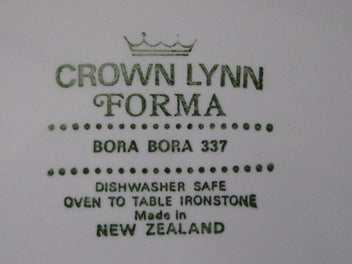 CROWN LYNN
FORMA
BORA BORA 337
DISHWASHER SAFE
OVEN TO TABLE IRONSTONE
Made in
NEW ZEALAND